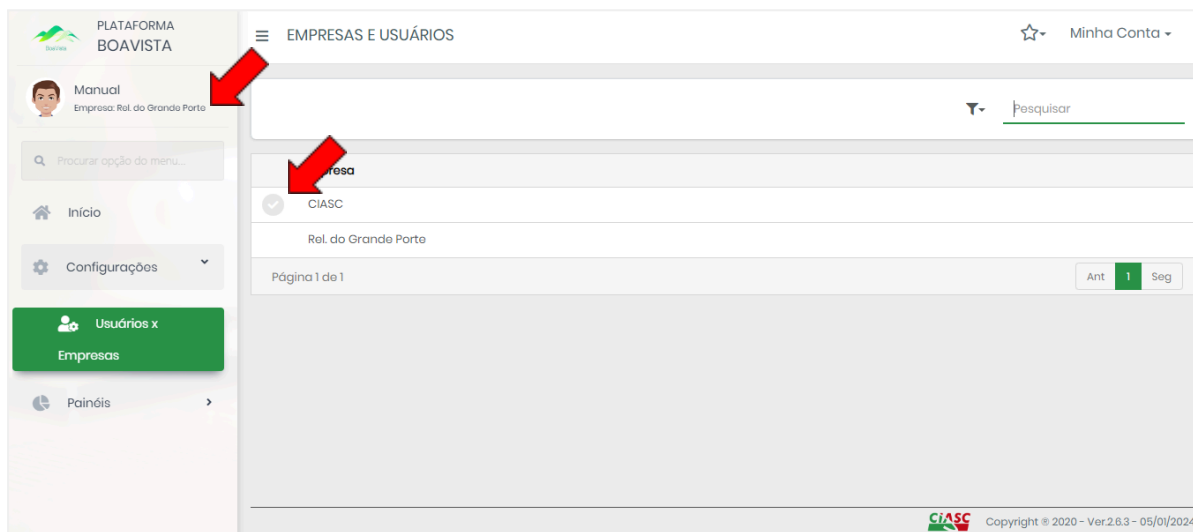 PLATAFORMA
BOAVISTA
EMPRESAS E USUÁRIOS
Minha Conta
Manual
Empresa: Rel. do Grande Porte
Pesquisar
Procurar opção do menu...
presa
CIASC
Início
Rel. do Grande Porte
Configurações
Página 1 de 1
Ant 1 Seg
Usuários x
Empresas
Painéis
CiASC Copyright © 2020 - Ver.2.6.3 - 05/01/2024